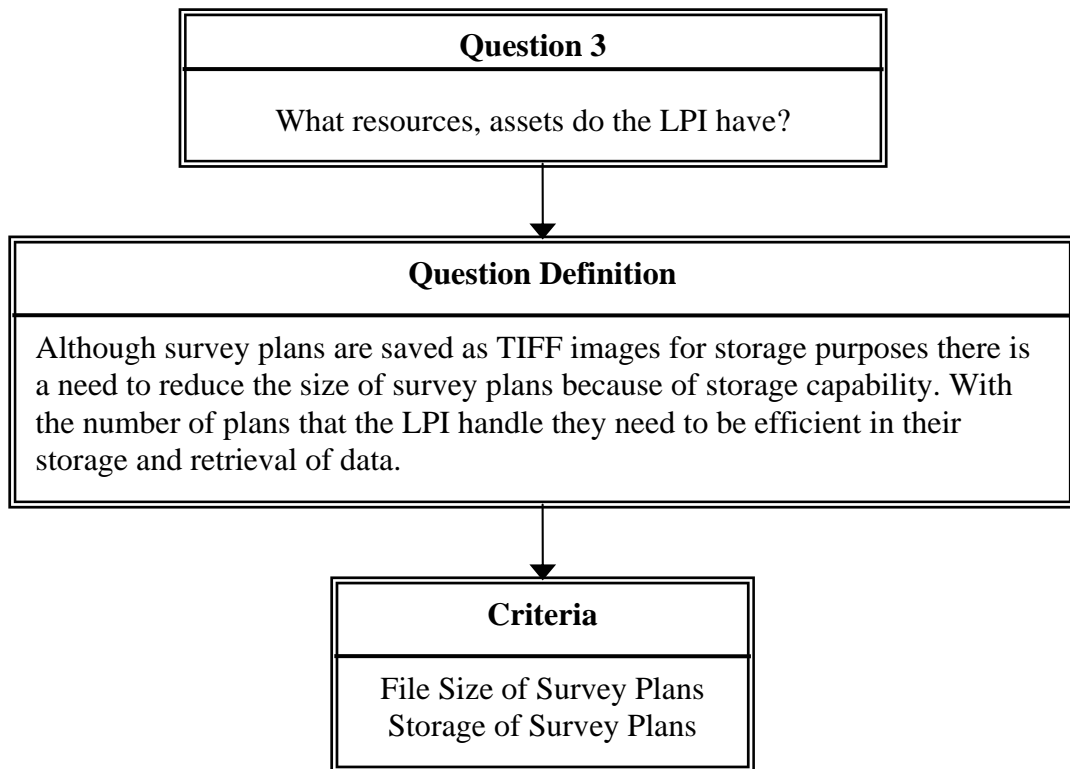 Question 3
What resources, assets do the LPI have?
Question Definition
Although survey plans are saved as TIFF images for storage purposes there is
a need to reduce the size of survey plans because of storage capability. With
the number of plans that the LPI handle they need to be efficient in their
storage and retrieval of data.
Criteria
File Size of Survey Plans
Storage of Survey Plans